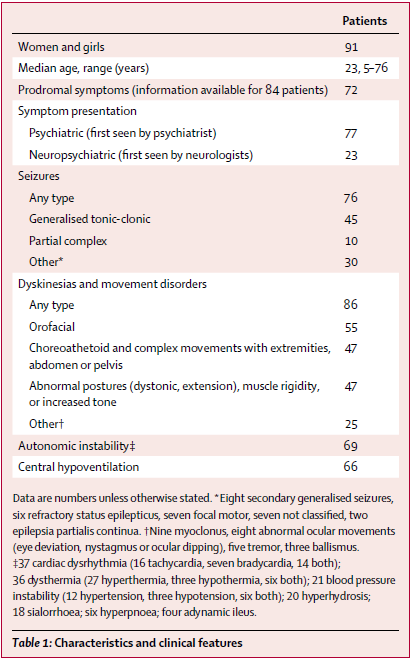 Patients
Women and girls 91
Median age, range (years) 23, 5–76
Prodromal symptoms (information available for 84 patients) 72
Symptom presentation
Psychiatric (first seen by psychiatrist) 77
Neuropsychiatric (first seen by neurologists) 23
Seizures
Any type 76
Generalised tonic-clonic 45
Partial complex 10
Other* 30
Dyskinesias and movement disorders
Any type 86
Orofacial 55
Choreoathetoid and complex movements with extremities, 47
abdomen or pelvis
Abnormal postures (dystonic, extension), muscle rigidity, 47
or increased tone
Other† 25
Autonomic instability‡ 69
Central hypoventilation 66
Data are numbers unless otherwise stated. *Eight secondary generalised seizures,
six refractory status epilepticus, seven focal motor, seven not classified, two
epilepsia partialis continua. †Nine myoclonus, eight abnormal ocular movements
(eye deviation, nystagmus or ocular dipping), five tremor, three ballismus.
‡37 cardiac dysrhythmia (16 tachycardia, seven bradycardia, 14 both);
36 dysthermia (27 hyperthermia, three hypothermia, six both); 21 blood pressure
instability (12 hypertension, three hypotension, six both); 20 hyperhydrosis;
18 sialorrhoea; six hyperpnoea; four adynamic ileus.
Table 1: Characteristics and clinical features